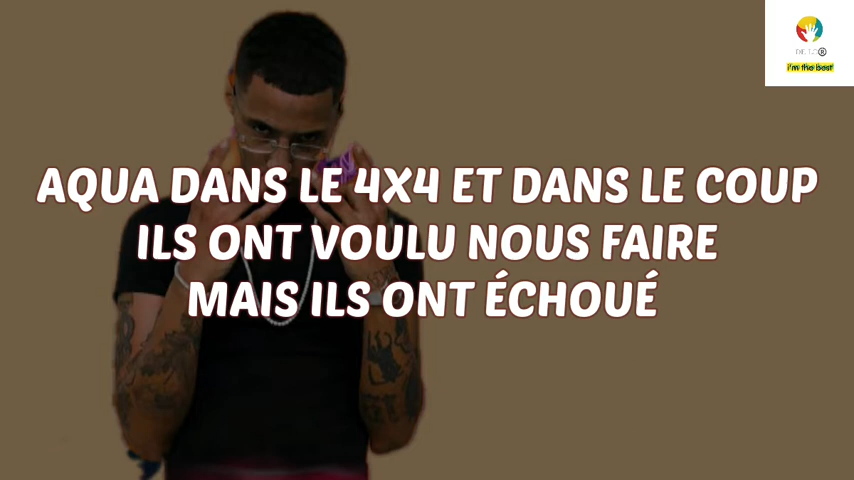 AQUA DANS LE 4X4 ET DANS LE COUP
ILS ONT VOULU NOUS FAIRE
MAIS ILS ONT ÉCHOUÉ
i'm the best